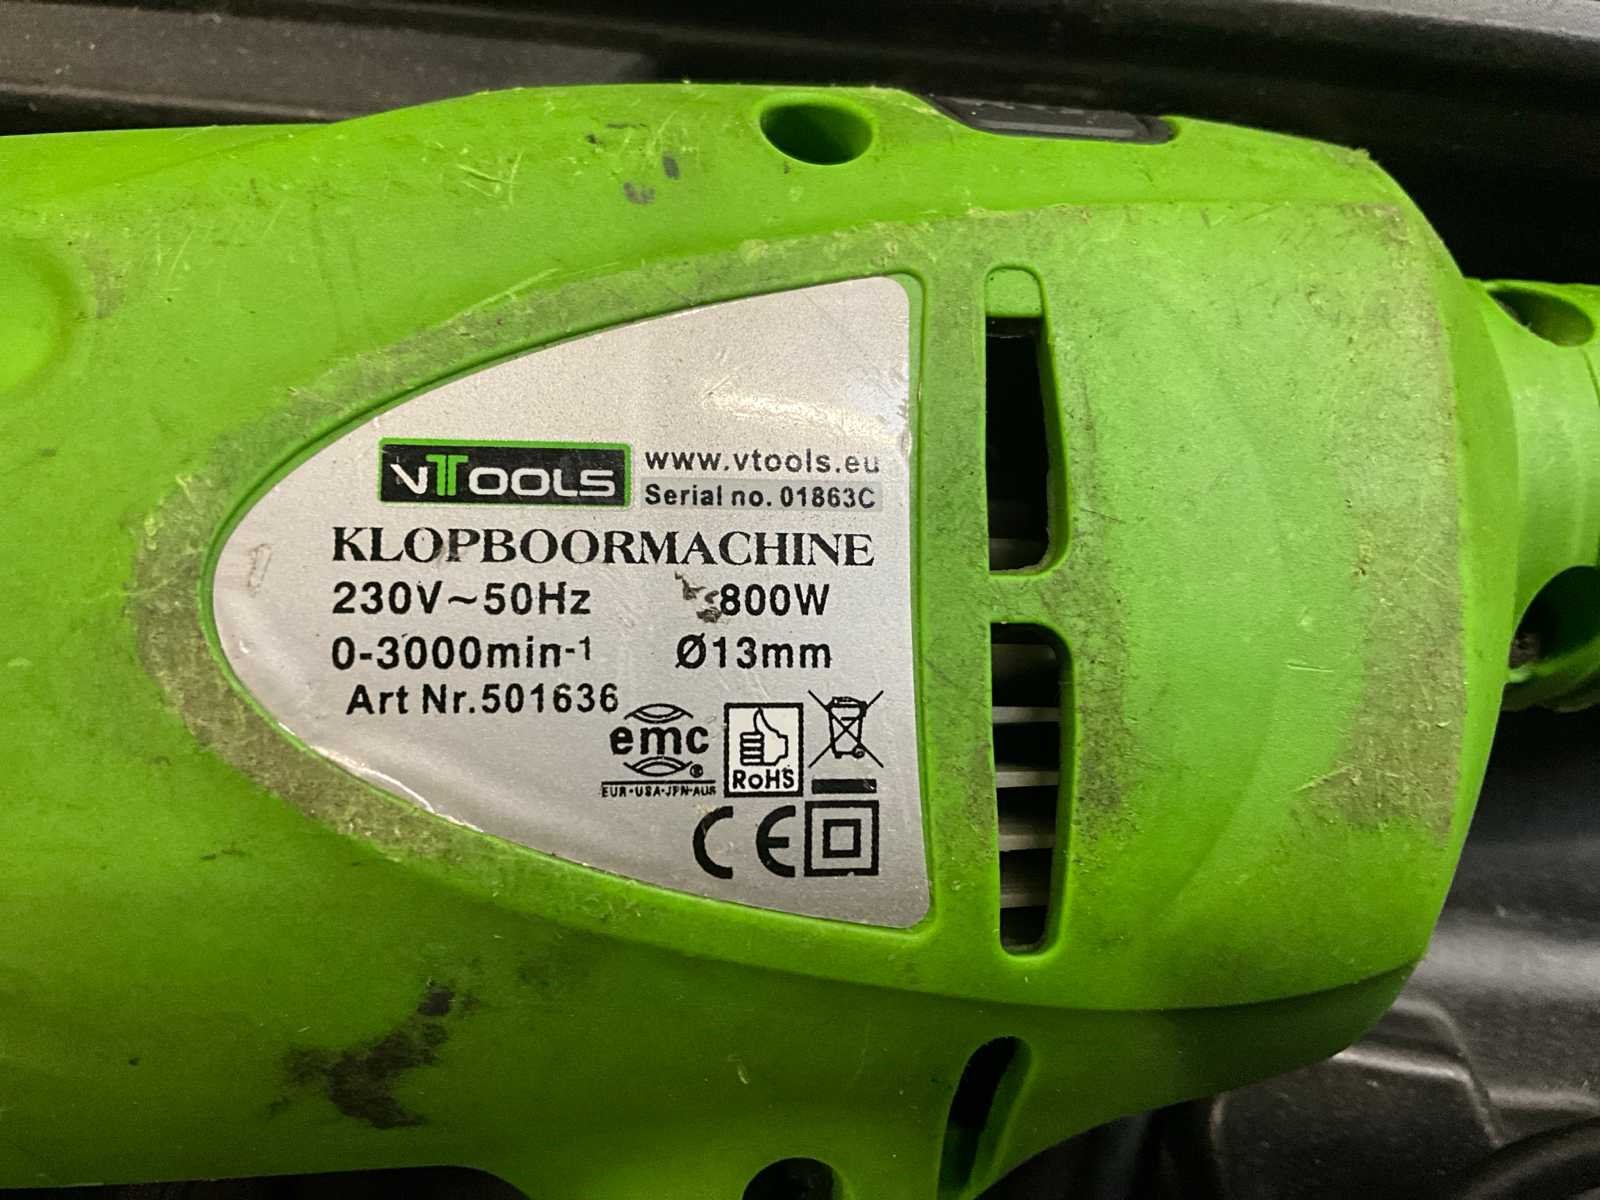 VTOOLS www.vtools.eu
Serial no. 01863C
KLOPBOORMACHINE
230V~50Hz 800W
0-3000min-1 Ø13mm
Art Nr.501636
emc ®
EUR-USA-JPN-AUS
RoHS
CE